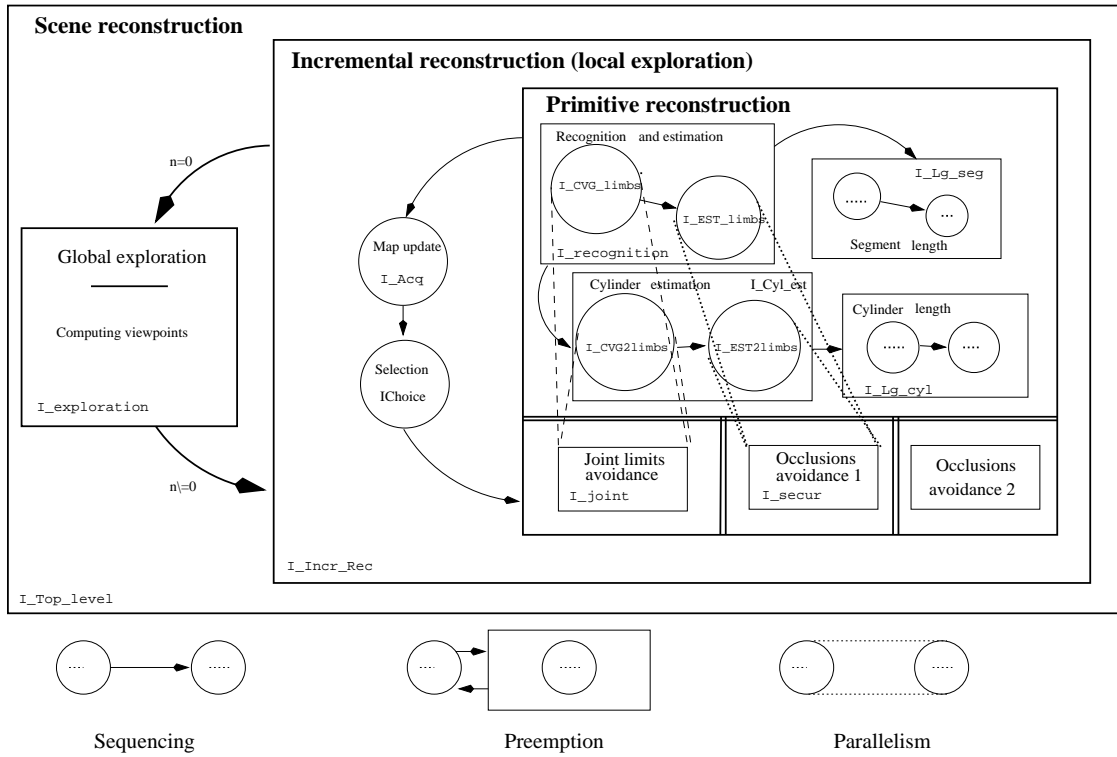 Scene reconstruction
Incremental reconstruction (local exploration)
Primitive reconstruction
Recognition and estimation
I_CVG_limbs
I_EST_limbs
I_recognition
I_Lg_seg
.....
...
Segment length
n=0
Global exploration
Computing viewpoints
I_exploration
n\=0
Map update
I_Acq
Selection
IChoice
Cylinder estimation
I_Cyl_est
I_CVG2limbs
I_EST2limbs
Cylinder length
.....
....
I_Lg_cyl
Joint limits
avoidance
I_joint
Occlusions
avoidance 1
I_secur
Occlusions
avoidance 2
I_Incr_Rec
I_Top_level
....
.....
....
.....
....
.....
Sequencing
Preemption
Parallelism